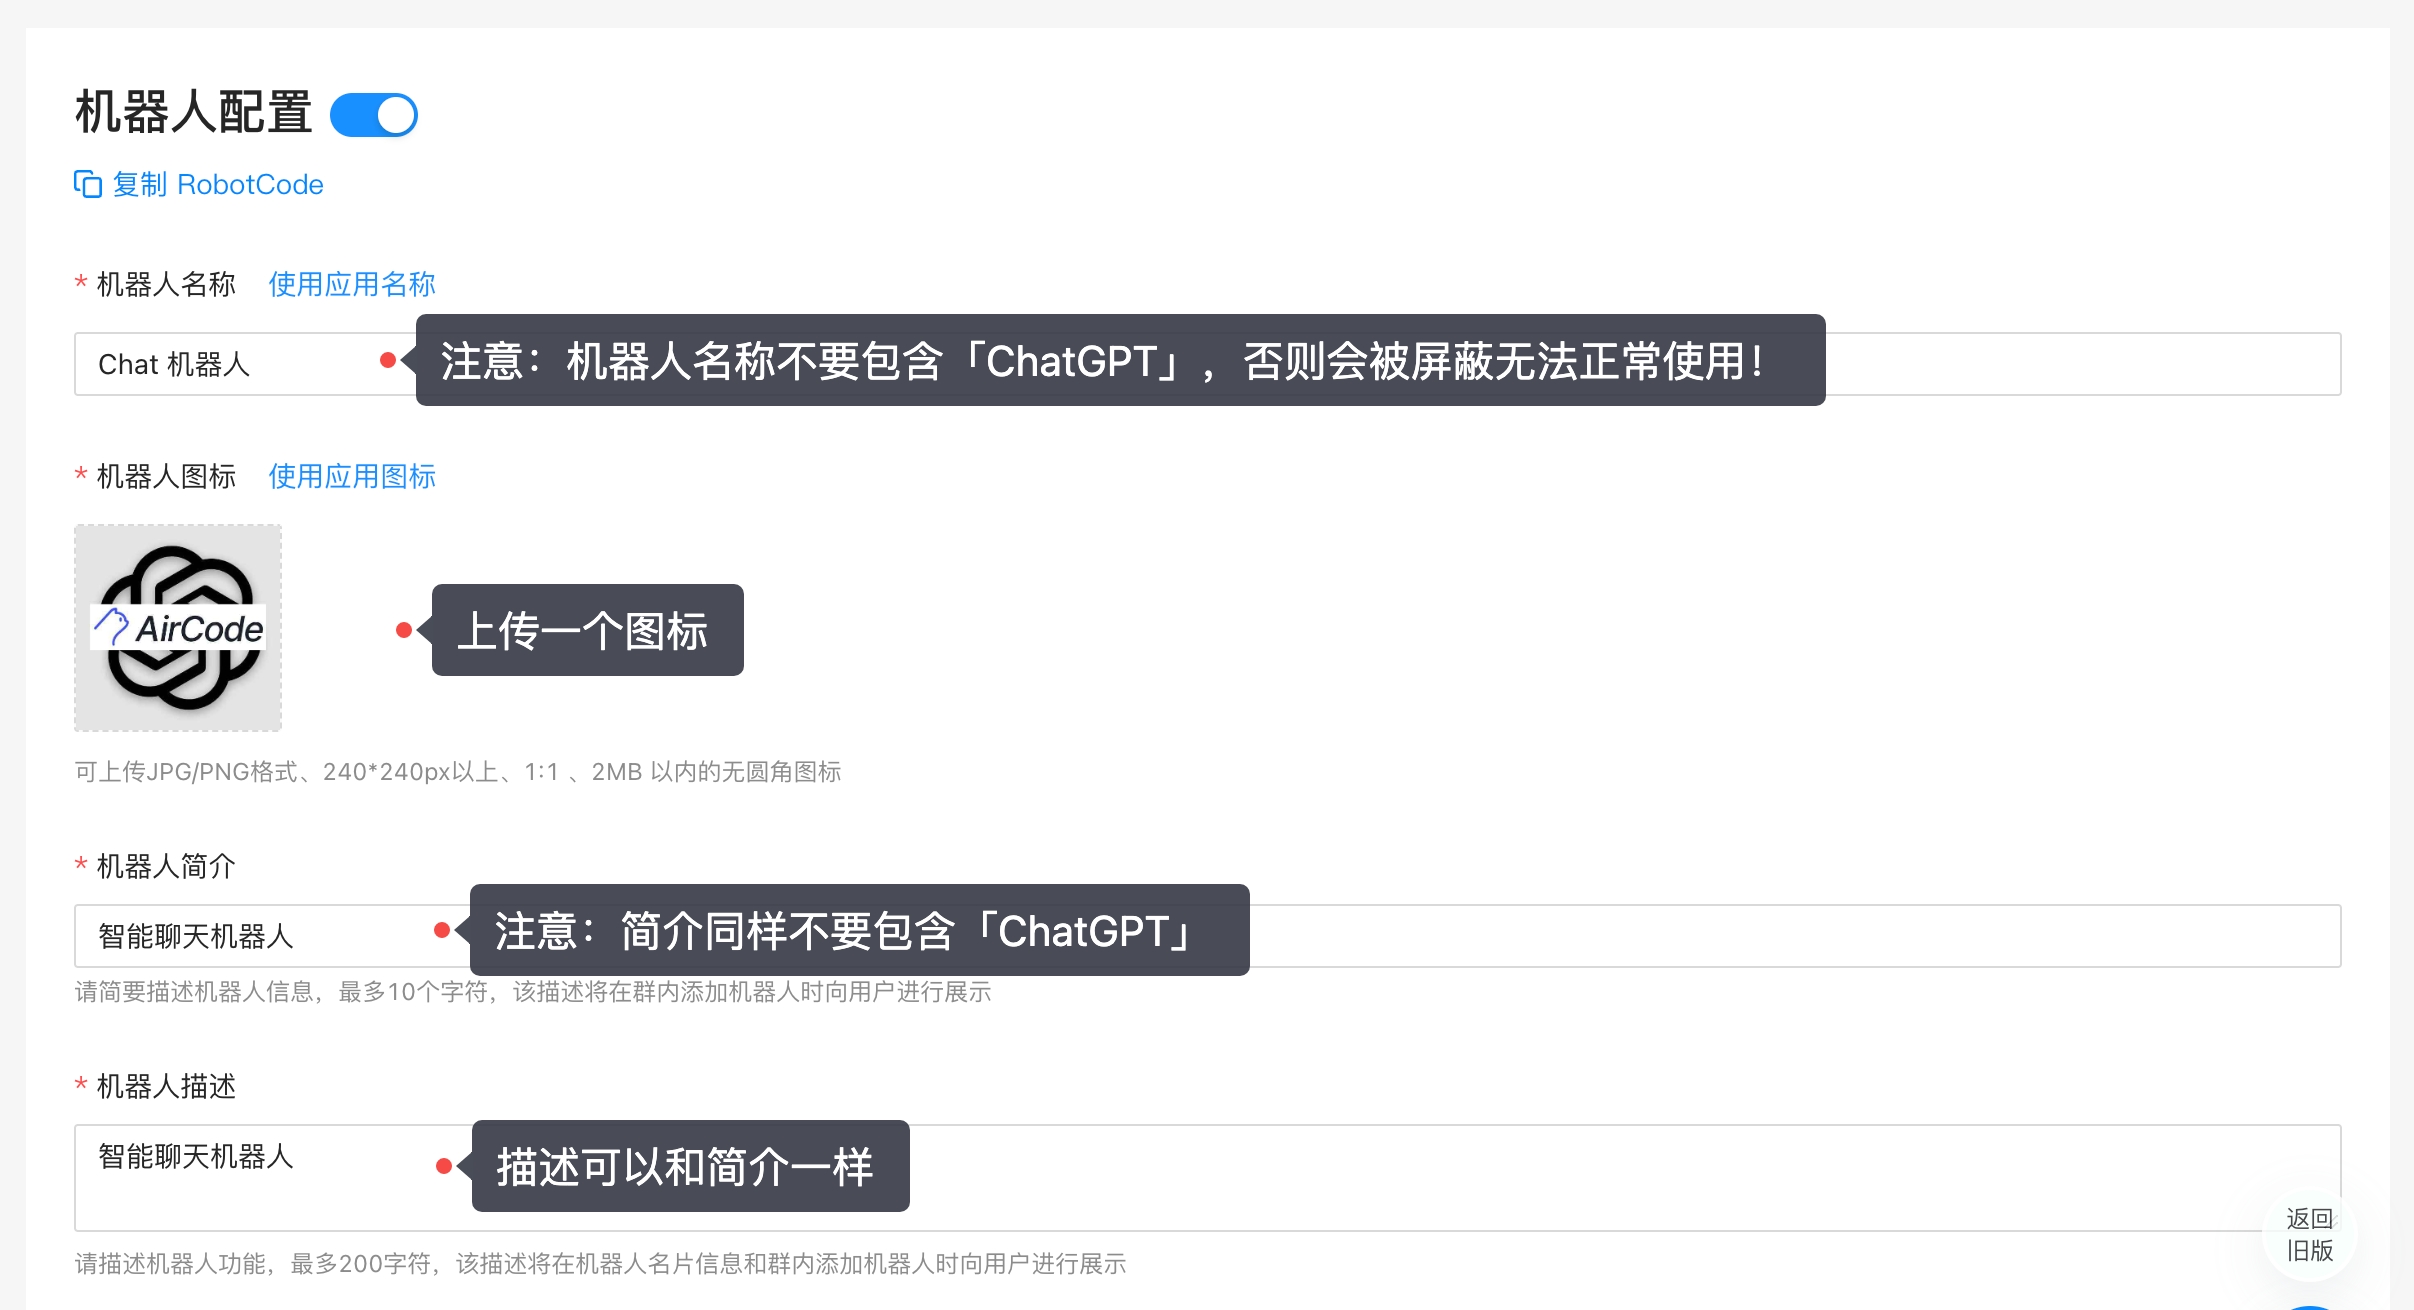 机器人配置
复制 RobotCode
* 机器人名称 使用应用名称
Chat 机器人
注意：机器人名称不要包含「ChatGPT」，否则会被屏蔽无法正常使用！
* 机器人图标 使用应用图标
AirCode
上传一个图标
可上传JPG/PNG格式、240*240px以上、1:1 、2MB 以内的无圆角图标
* 机器人简介
智能聊天机器人
注意：简介同样不要包含「ChatGPT」
请简要描述机器人信息，最多10个字符，该描述将在群内添加机器人时向用户进行展示
* 机器人描述
智能聊天机器人
描述可以和简介一样
返回
旧版
请描述机器人功能，最多200字符，该描述将在机器人名片信息和群内添加机器人时向用户进行展示